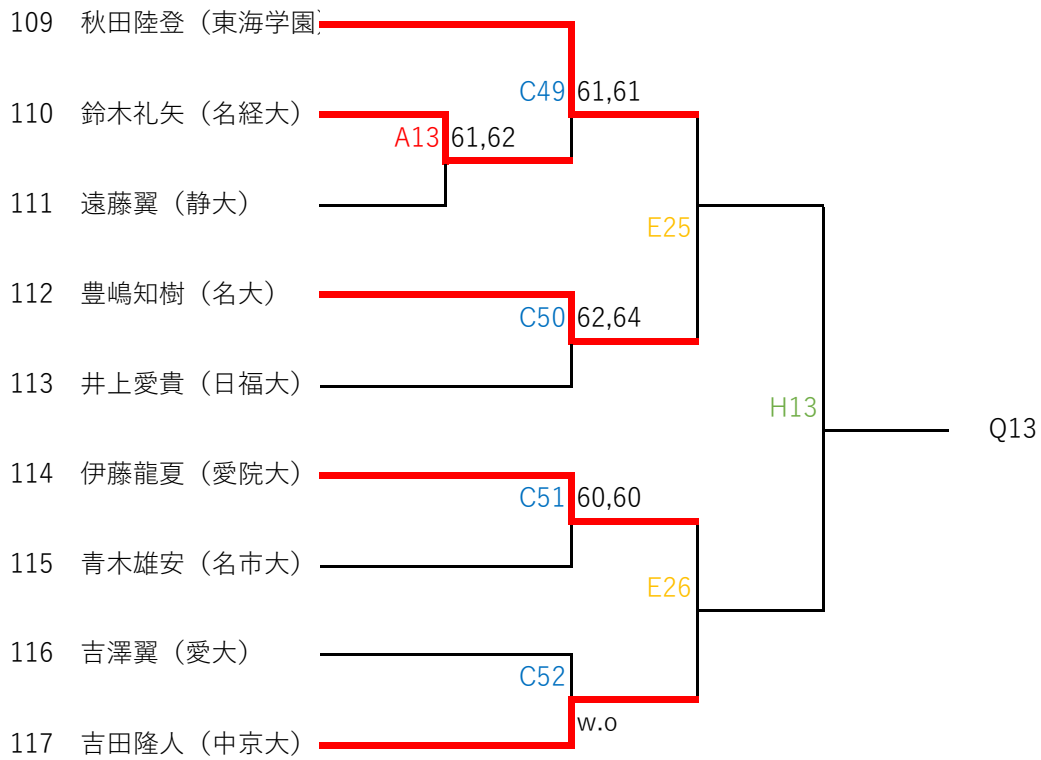 109 秋田陸登（東海学園）
C49 61,61
110 鈴木礼矢（名経大）
A13 61,62
111 遠藤翼（静大）
E25
112 豊嶋知樹（名大）
C50 62,64
113 井上愛貴（日福大）
H13
Q13
114 伊藤龍夏（愛院大）
C51 60,60
115 青木雄安（名市大）
E26
116 吉澤翼（愛大）
C52
w.o
117 吉田隆人（中京大）